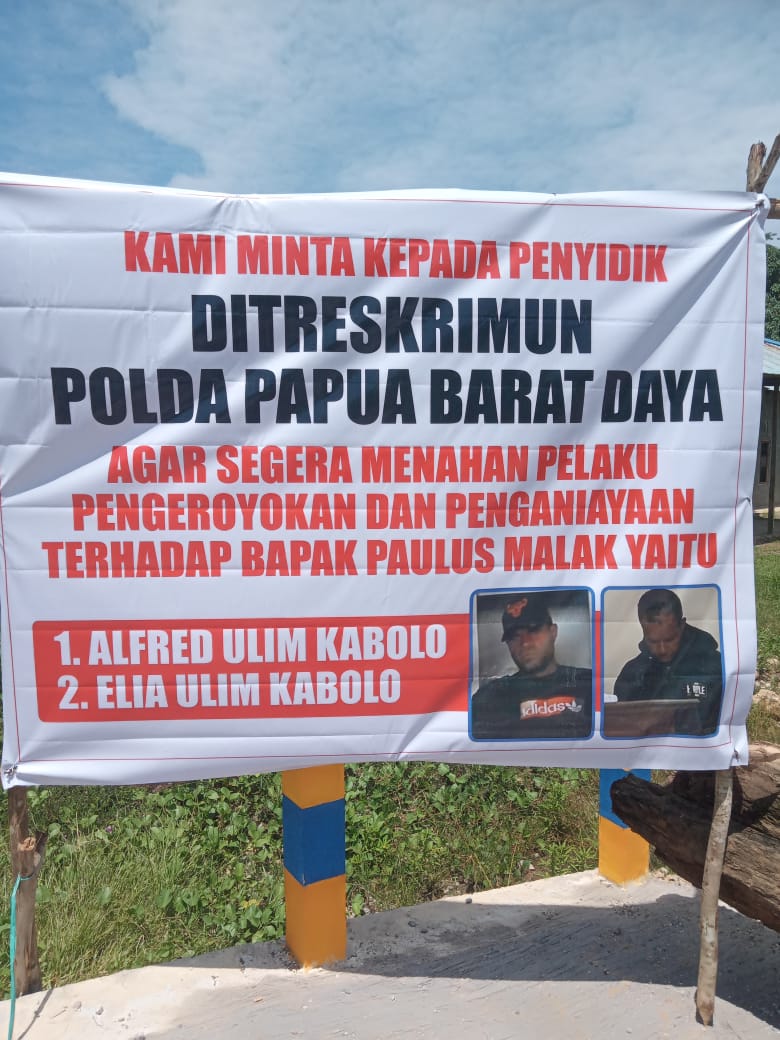 KAMI MINTA KEPADA PENYIDIK
DITRESKRIMUN
POLDA PAPUA BARAT DAYA
AGAR SEGERA MENAHAN PELAKU
PENGEROYOKAN DAN PENGANIAYAAN
TERHADAP BAPAK PAULUS MALAK YAITU
1. ALFRED ULIM KABOLO
2. ELIA ULIM KABOLO
adidas